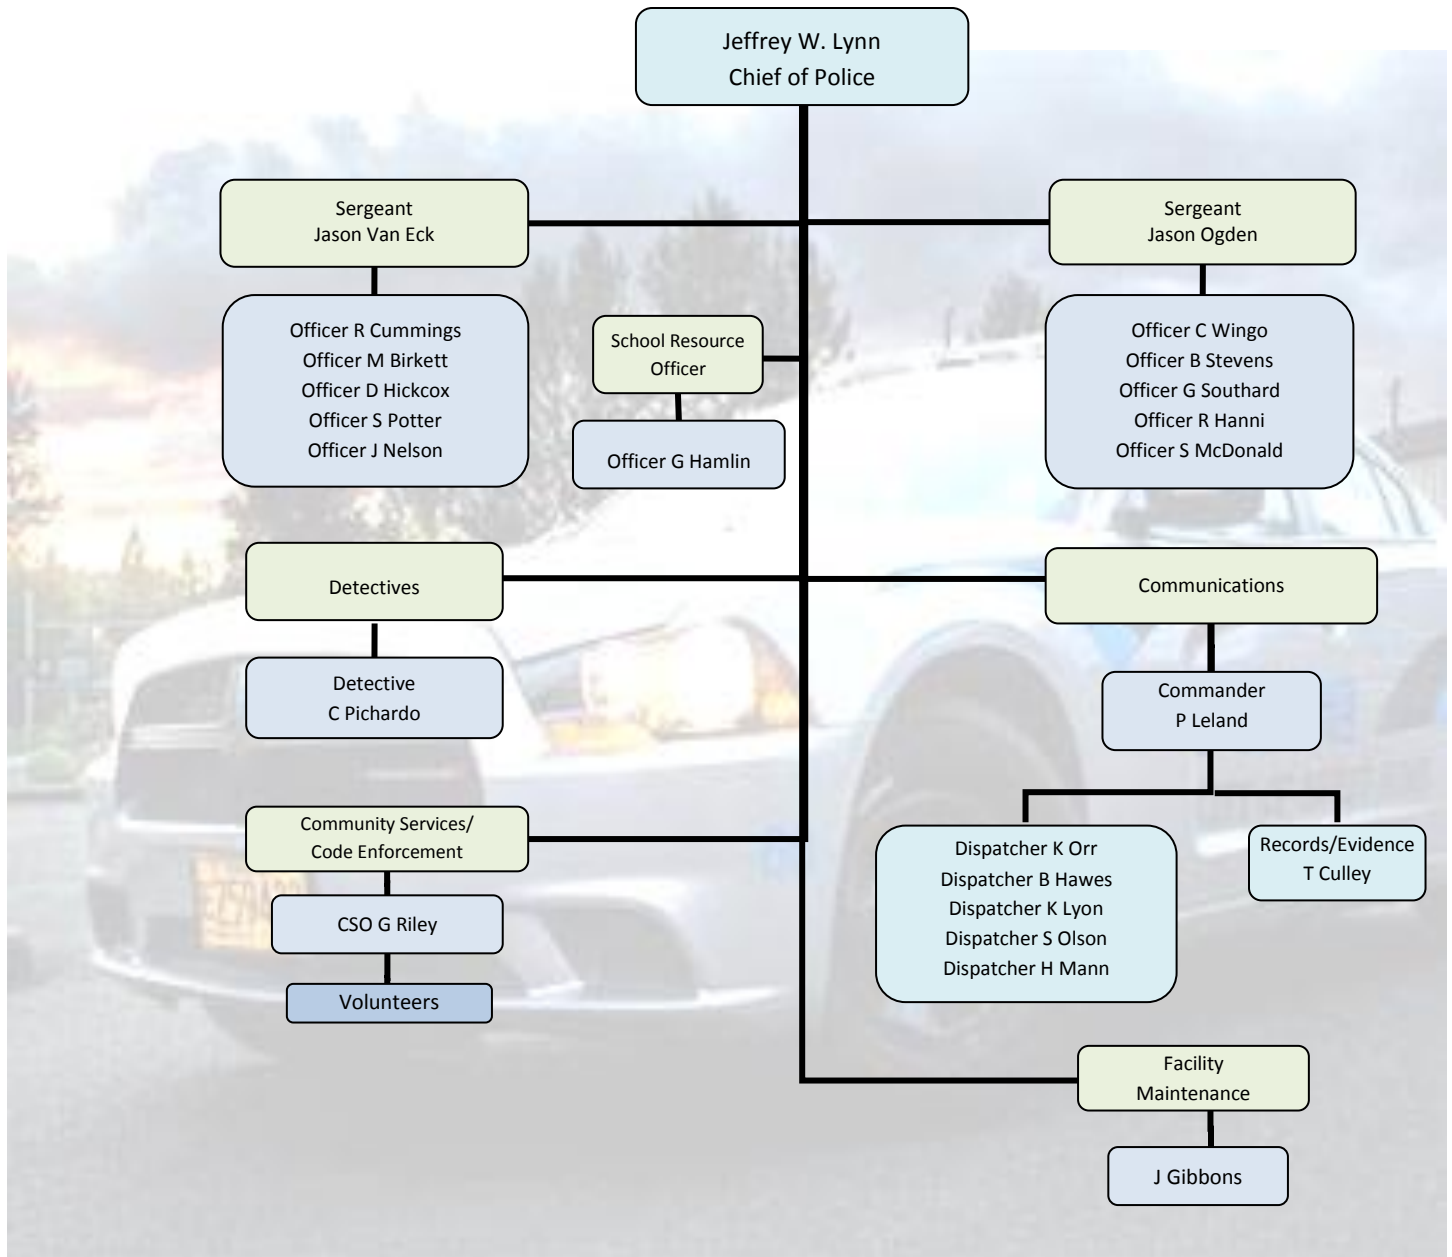 Jeffrey W. Lynn
Chief of Police
Sergeant
Jason Van Eck
Sergeant
Jason Ogden
Officer R Cummings
Officer M Birkett
Officer D Hickcox
Officer S Potter
Officer J Nelson
School Resource
Officer
Officer G Hamlin
Officer C Wingo
Officer B Stevens
Officer G Southard
Officer R Hanni
Officer S McDonald
Detectives
Communications
Detective
C Pichardo
Commander
P Leland
Community Services/
Code Enforcement
CSO G Riley
Volunteers
Dispatcher K Orr
Dispatcher B Hawes
Dispatcher K Lyon
Dispatcher S Olson
Dispatcher H Mann
Records/Evidence
T Culley
Facility
Maintenance
J Gibbons